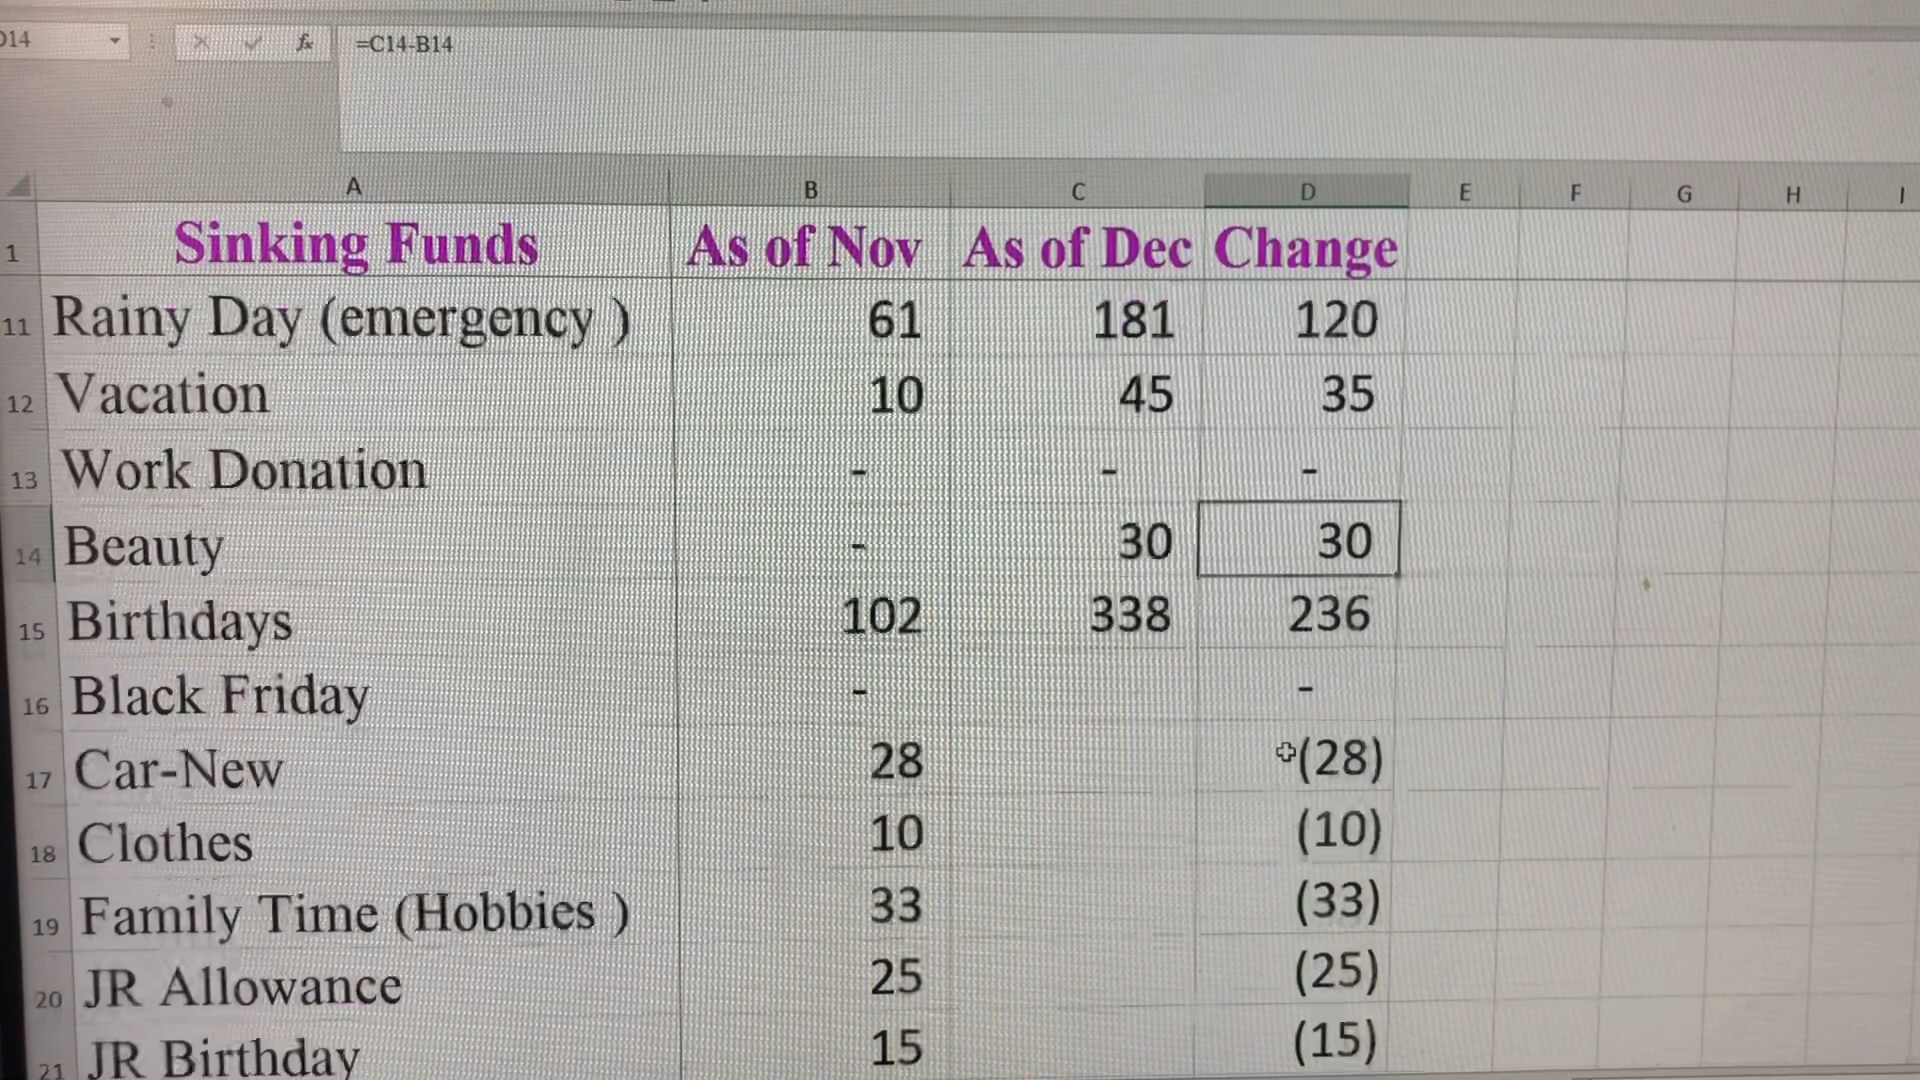 D14 fx =C14-B14
A B C D E F G H I
1 Sinking Funds As of Nov As of Dec Change
11 Rainy Day (emergency ) 61 181 120
12 Vacation 10 45 35
13 Work Donation - - -
14 Beauty - 30 30
15 Birthdays 102 338 236
16 Black Friday - -
17 Car-New 28 (28)
18 Clothes 10 (10)
19 Family Time (Hobbies ) 33 (33)
20 JR Allowance 25 (25)
21 JR Birthday 15 (15)